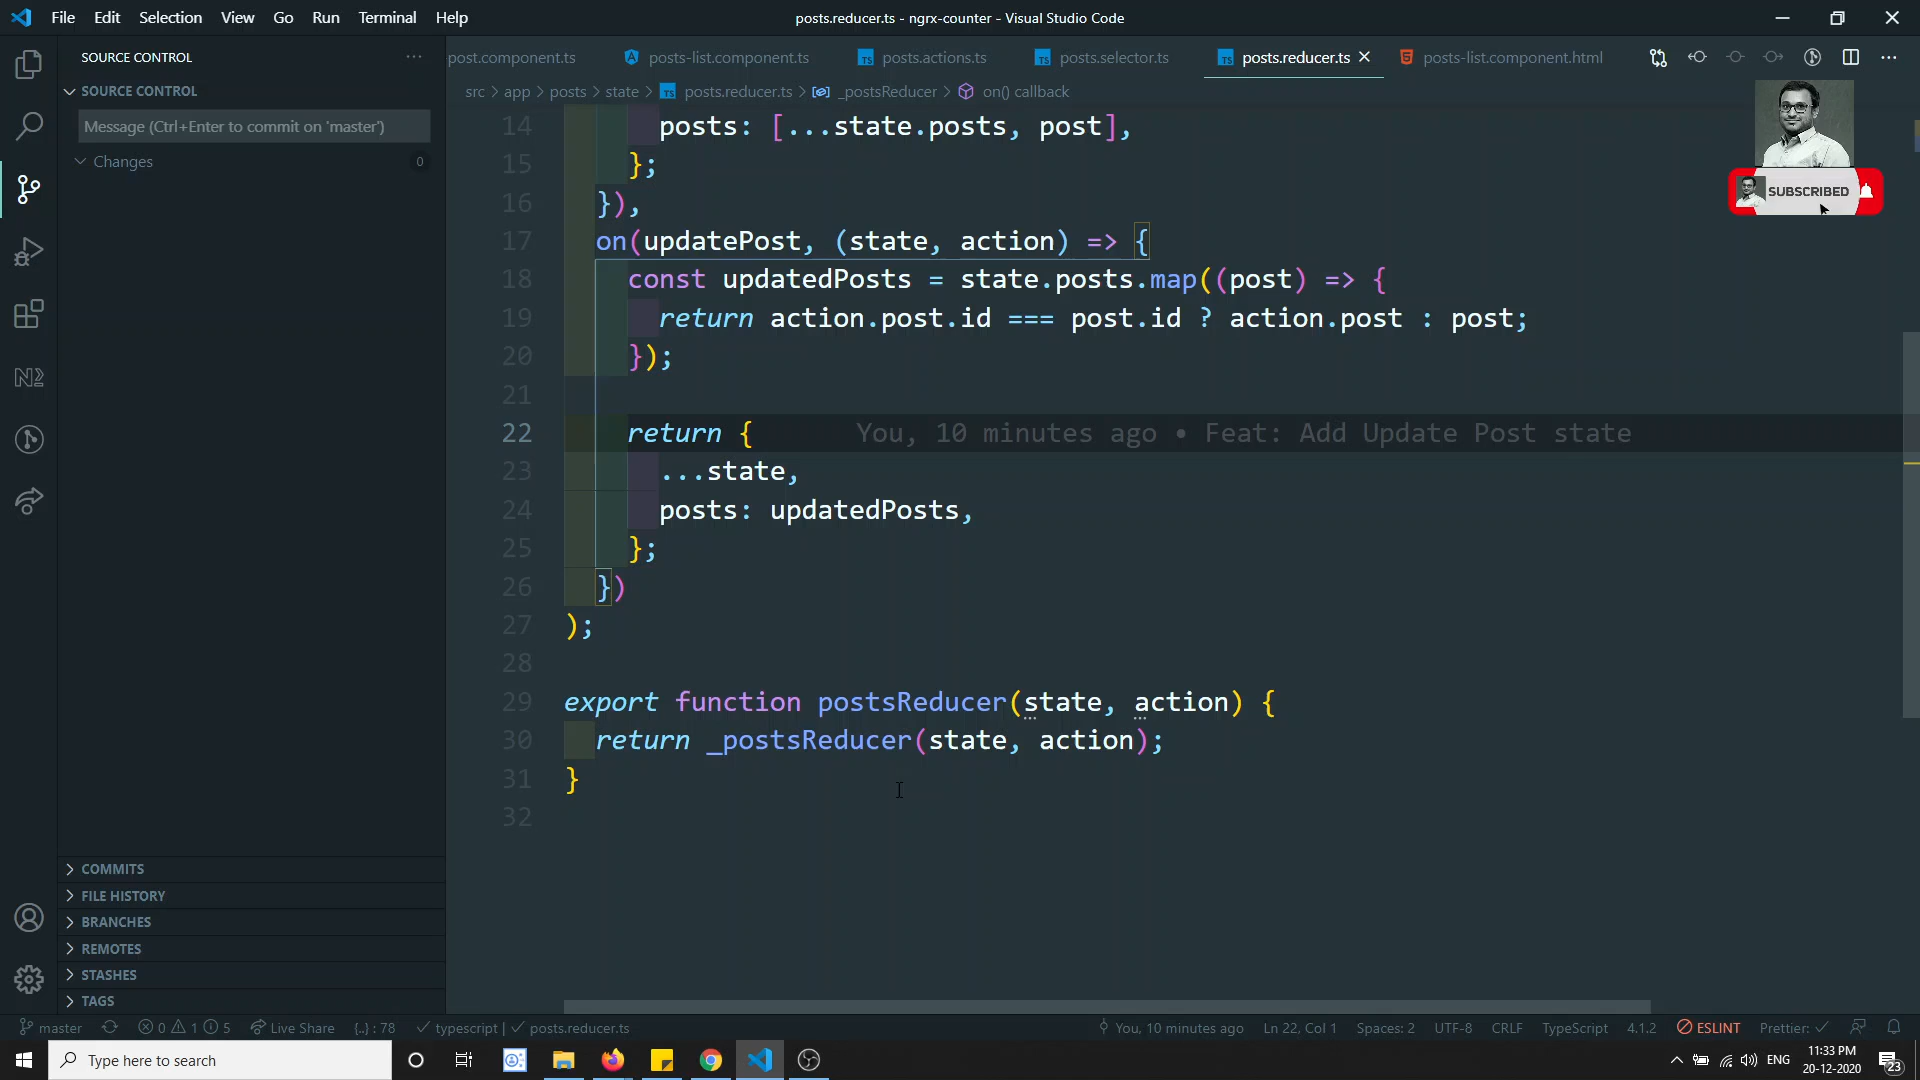 File Edit Selection View Go Run Terminal Help
posts.reducer.ts - ngrx-counter - Visual Studio Code
SOURCE CONTROL
post.component.ts posts-list.component.ts posts.actions.ts posts.selector.ts posts.reducer.ts posts-list.component.html
SOURCE CONTROL
src > app > posts > state > posts.reducer.ts > _postsReducer > on() callback
Message (Ctrl+Enter to commit on 'master')
Changes 0
SUBSCRIBED
14 posts: [...state.posts, post],
15 };
16 }),
17 on(updatePost, (state, action) => {
18 const updatedPosts = state.posts.map((post) => {
19 return action.post.id === post.id ? action.post : post;
20 });
21
22 return { You, 10 minutes ago • Feat: Add Update Post state
23 ...state,
24 posts: updatedPosts,
25 };
26 })
27 );
28
29 export function postsReducer(state, action) {
30 return _postsReducer(state, action);
31 }
32
COMMITS
FILE HISTORY
BRANCHES
REMOTES
STASHES
TAGS
master 0 1 5 Live Share {..} : 78 typescript | posts.reducer.ts You, 10 minutes ago Ln 22, Col 1 Spaces: 2 UTF-8 CRLF TypeScript 4.1.2 ESLINT Prettier:
Type here to search
ENG
11:33 PM
20-12-2020
23